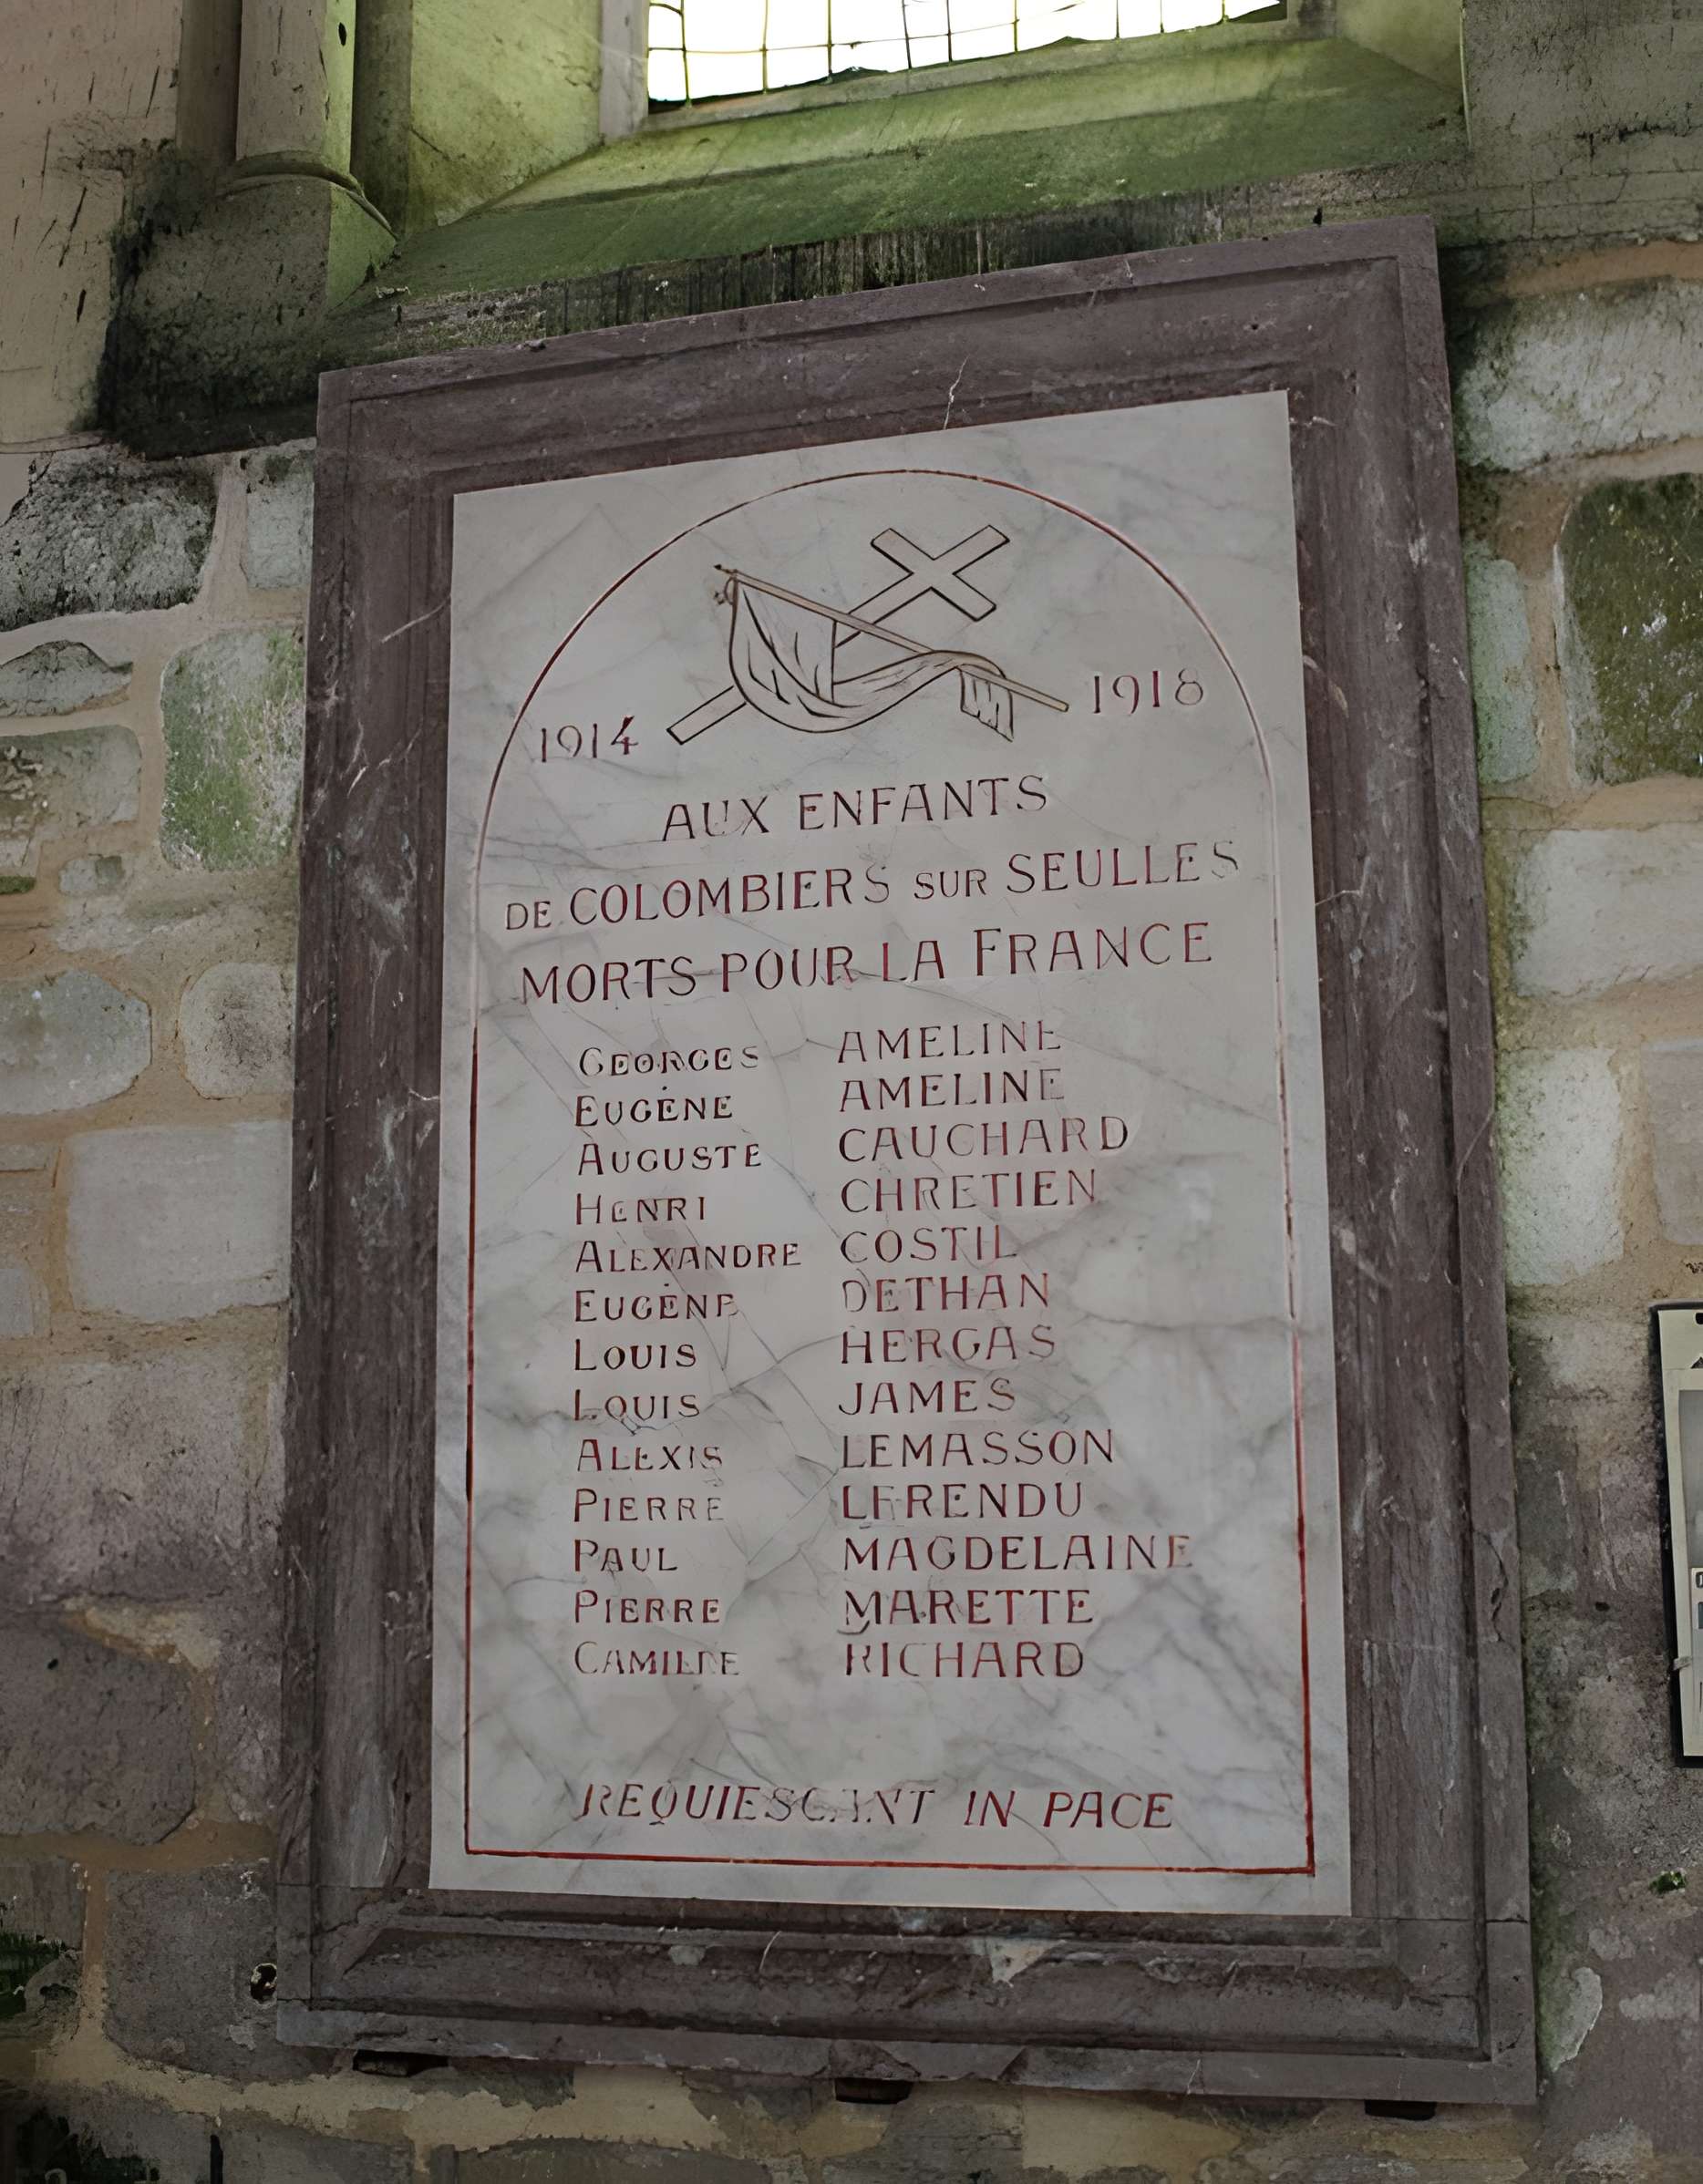 1914 1918
AUX ENFANTS
DE COLOMBIERS SUR SEULLES
MORTS POUR LA FRANCE
GEORGES AMELINE
EUGÈNE AMELINE
AUGUSTE CAUCHARD
HENRI CHRETIEN
ALEXANDRE COSTIL
EUGÈNE DETHAN
LOUIS HERGAS
LOUIS JAMES
ALEXIS LEMASSON
PIERRE LERENDU
PAUL MAGDELAINE
PIERRE MARETTE
CAMILLE RICHARD
REQUIESCANT IN PACE